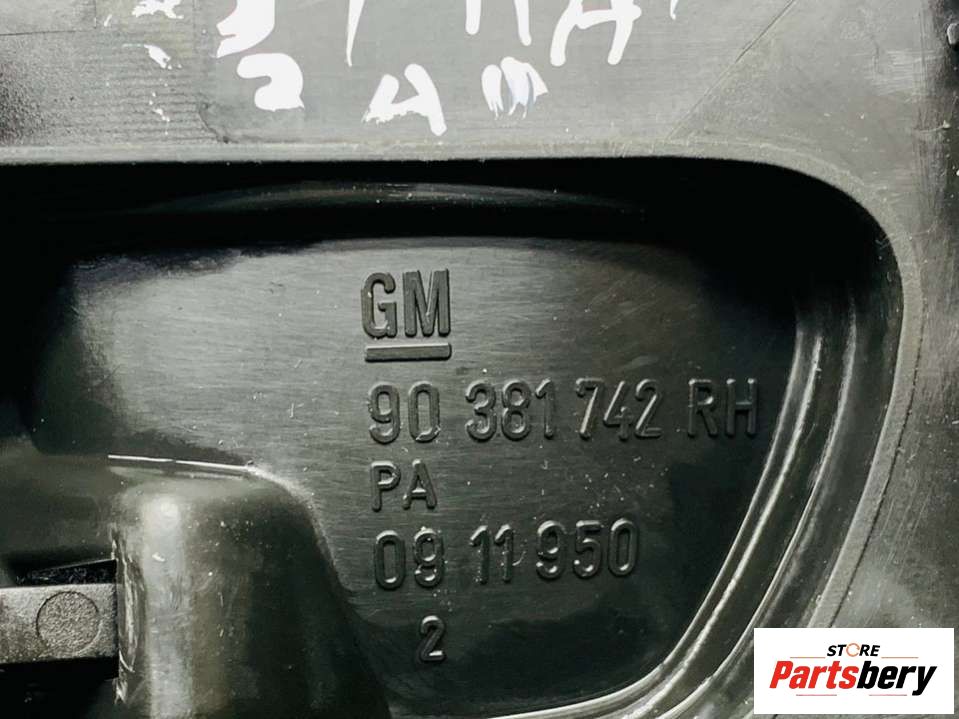 GM
90 381 742 RH
PA
09 11 950
2
STORE
Partsbery